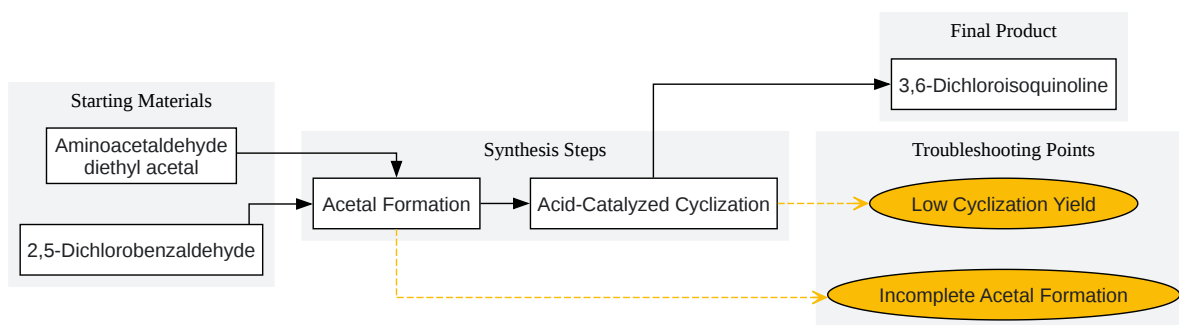 Final Product
3,6-Dichloroisoquinoline
Starting Materials
Aminoacetaldehyde
diethyl acetal
2,5-Dichlorobenzaldehyde
Synthesis Steps
Acetal Formation
Acid-Catalyzed Cyclization
Troubleshooting Points
Low Cyclization Yield
Incomplete Acetal Formation